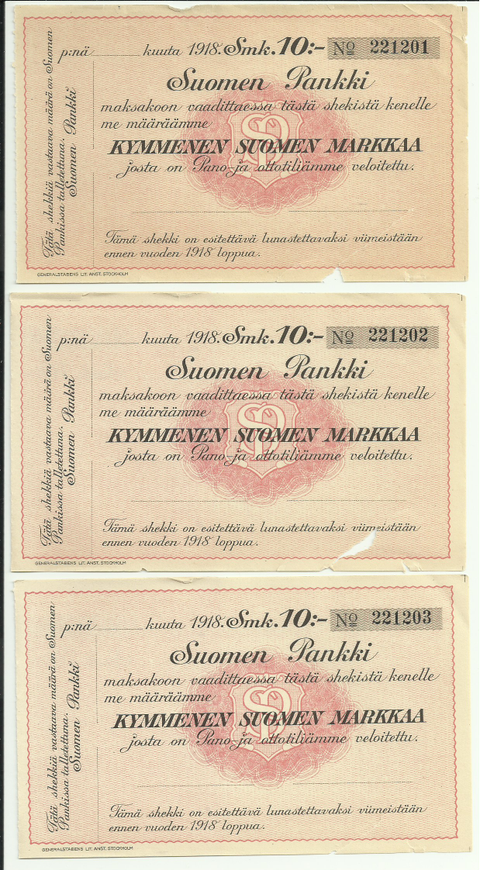 p:nä kuuta 1918. Smk. 10:- No 221201
Suomen Pankki
maksakoon vaadittaessa tästä shekistä kenelle
me määräämme
KYMMENEN SUOMEN MARKKAA
josta on Pano- ja ottotiliämme veloitettu.
Tämä shekki on esitettävä lunastettavaksi viimeistään
ennen vuoden 1918 loppua.
Tätä shekkiä vastaava määrä on Suomen
Pankissa talletettuna.
Suomen Pankki
GENERALSTABENS LIT. ANST. STOCKHOLM
p:nä kuuta 1918. Smk. 10:- No 221202
Suomen Pankki
maksakoon vaadittaessa tästä shekistä kenelle
me määräämme
KYMMENEN SUOMEN MARKKAA
josta on Pano- ja ottotiliämme veloitettu.
Tämä shekki on esitettävä lunastettavaksi viimeistään
ennen vuoden 1918 loppua.
Tätä shekkiä vastaava määrä on Suomen
Pankissa talletettuna.
Suomen Pankki
GENERALSTABENS LIT. ANST. STOCKHOLM
p:nä kuuta 1918. Smk. 10:- No 221203
Suomen Pankki
maksakoon vaadittaessa tästä shekistä kenelle
me määräämme
KYMMENEN SUOMEN MARKKAA
josta on Pano- ja ottotiliämme veloitettu.
Tämä shekki on esitettävä lunastettavaksi viimeistään
ennen vuoden 1918 loppua.
Tätä shekkiä vastaava määrä on Suomen
Pankissa talletettuna.
Suomen Pankki
GENERALSTABENS LIT. ANST. STOCKHOLM